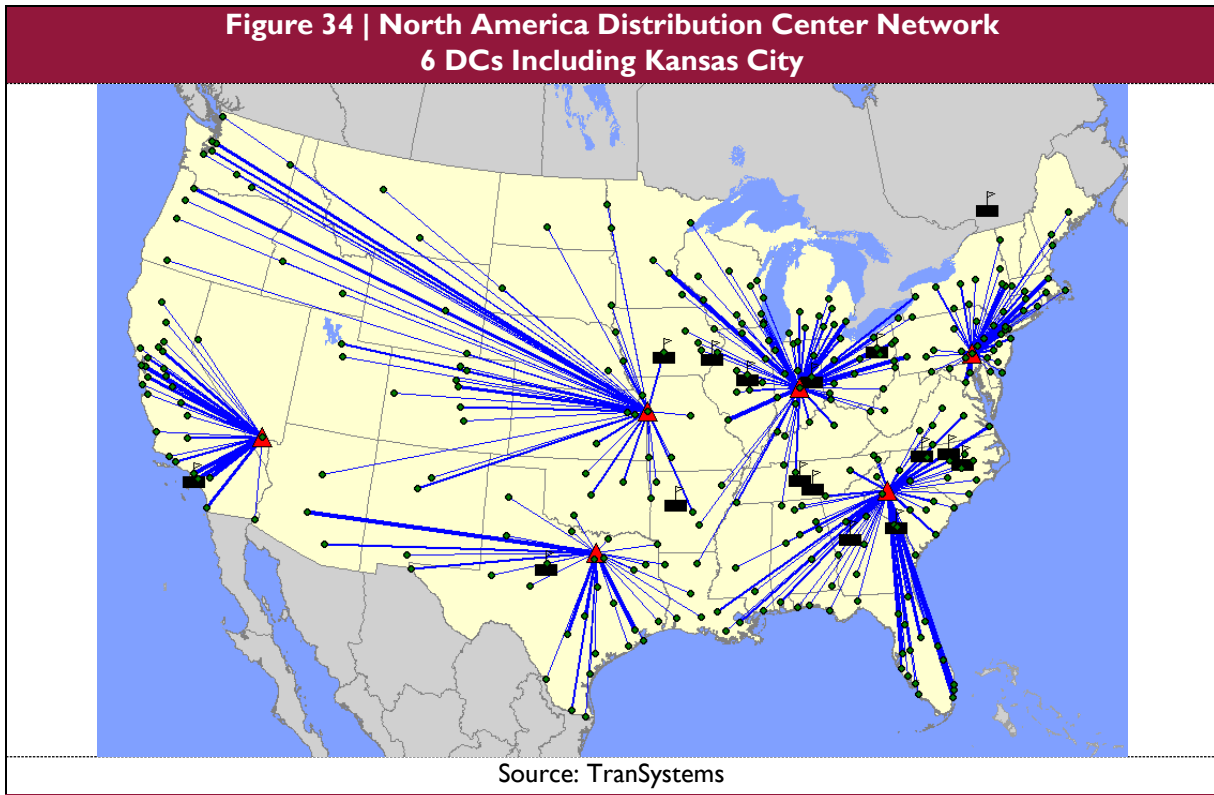 Figure 34 | North America Distribution Center Network
6 DCs Including Kansas City
Source: TranSystems